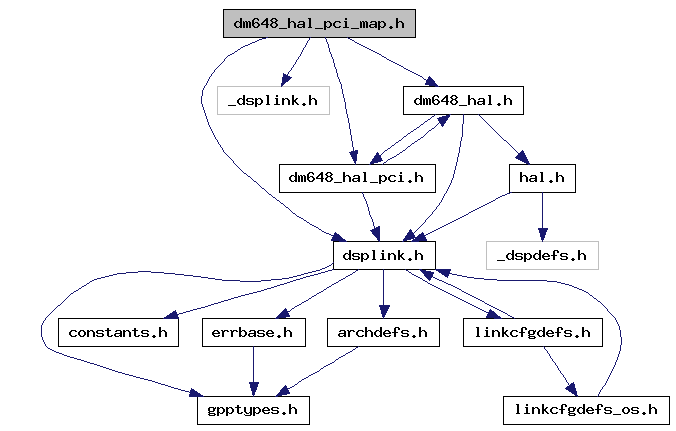 dm648_hal_pci_map.h
_dsplink.h
dm648_hal.h
dm648_hal_pci.h
hal.h
dsplink.h
_dspdefs.h
constants.h
errbase.h
archdefs.h
linkcfgdefs.h
gpptypes.h
linkcfgdefs_os.h